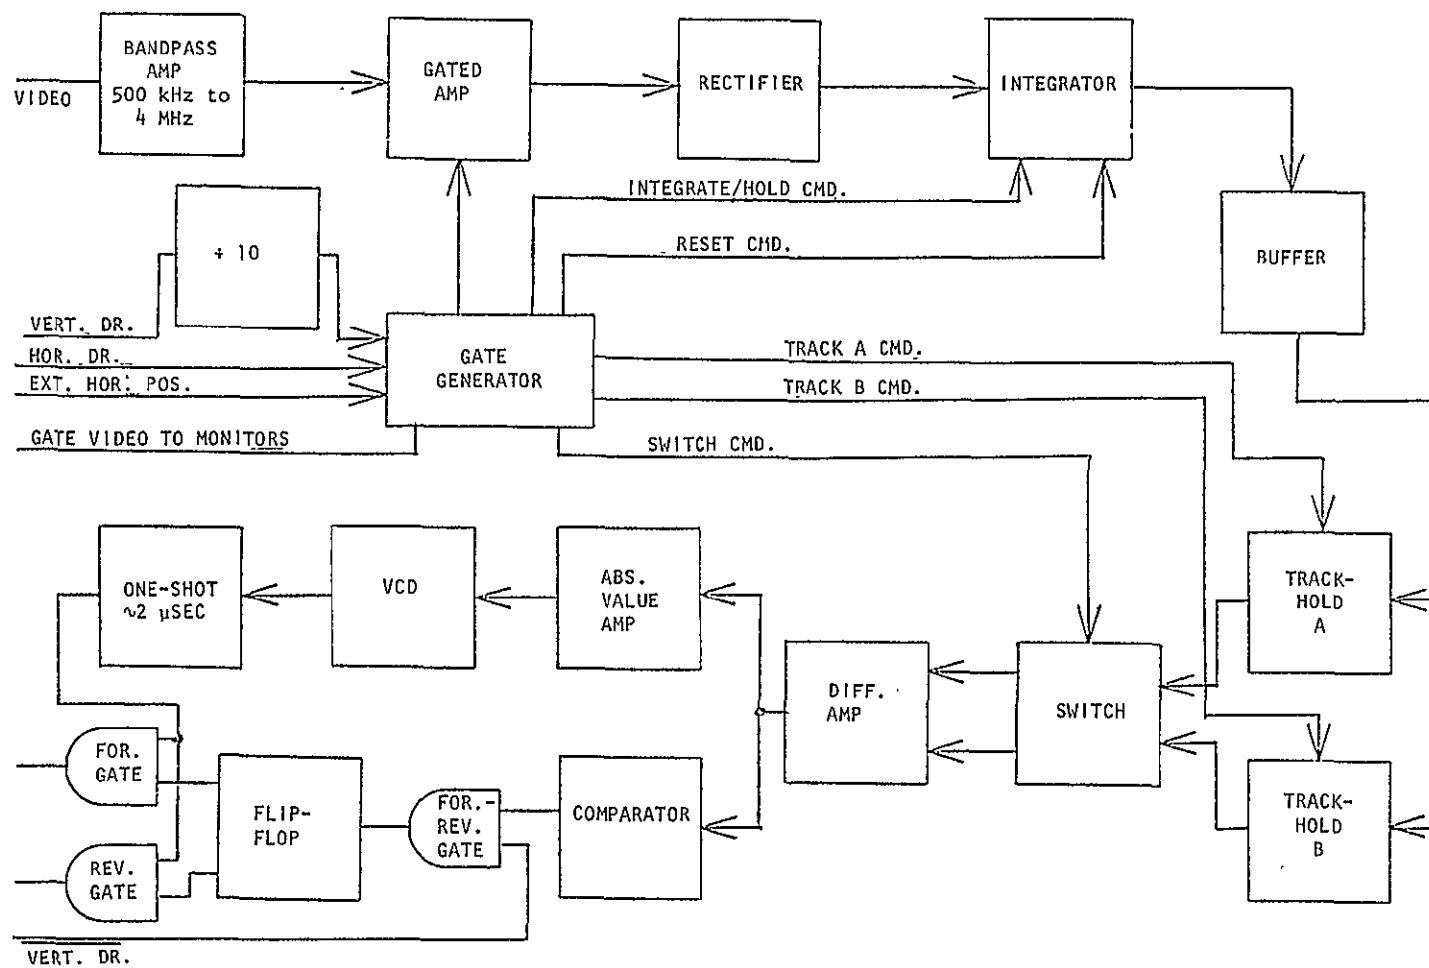 BANDPASS
AMP
500 kHz to
4 MHz
VIDEO
GATED
AMP
RECTIFIER
INTEGRATOR
INTEGRATE/HOLD CMD.
RESET CMD.
÷ 10
BUFFER
VERT. DR.
HOR. DR.
EXT. HOR. POS.
GATE VIDEO TO MONITORS
GATE
GENERATOR
TRACK A CMD.
TRACK B CMD.
SWITCH CMD.
ONE-SHOT
~2 μSEC
VCD
ABS.
VALUE
AMP
DIFF.
AMP
SWITCH
TRACK-
HOLD
A
TRACK-
HOLD
B
FOR.
GATE
REV.
GATE
FLIP-
FLOP
FOR.-
REV.
GATE
COMPARATOR
VERT. DR.